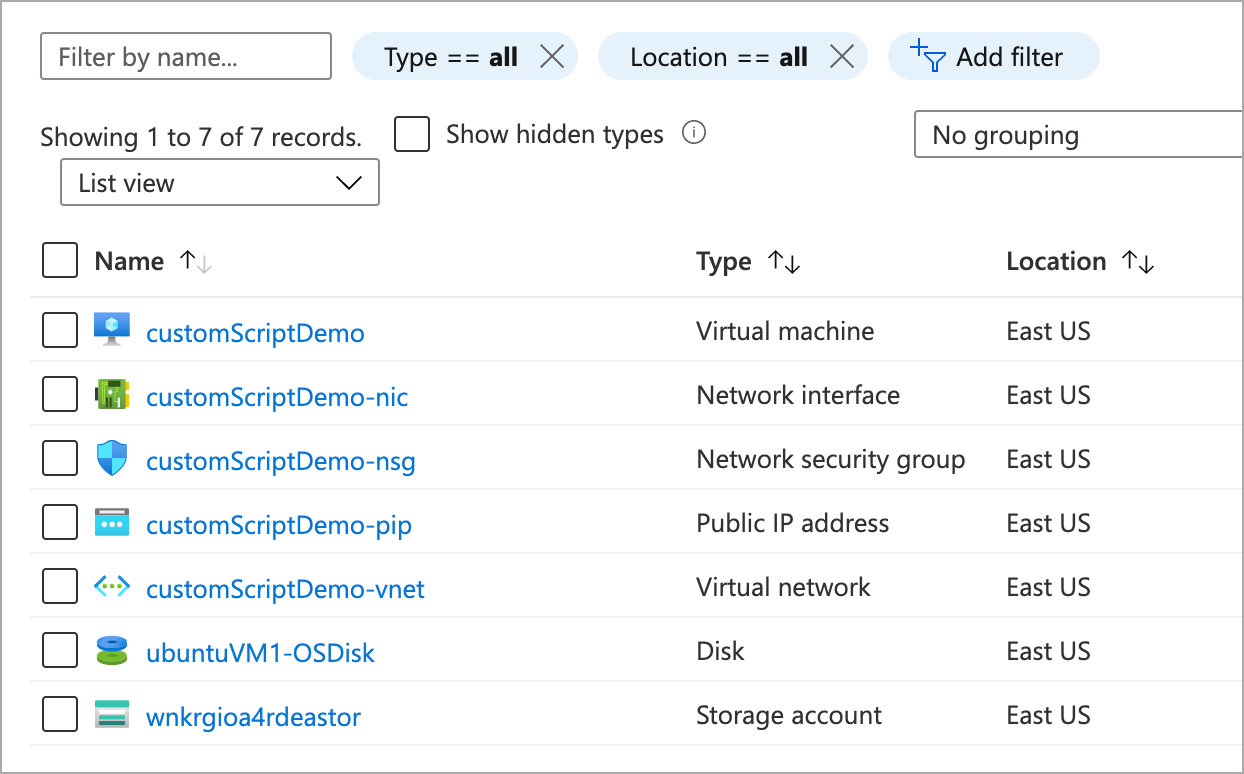 Filter by name... Type == all Location == all Add filter
Showing 1 to 7 of 7 records. Show hidden types No grouping
List view
Name Type Location
customScriptDemo Virtual machine East US
customScriptDemo-nic Network interface East US
customScriptDemo-nsg Network security group East US
customScriptDemo-pip Public IP address East US
customScriptDemo-vnet Virtual network East US
ubuntuVM1-OSDisk Disk East US
wnkrgioa4rdeastor Storage account East US